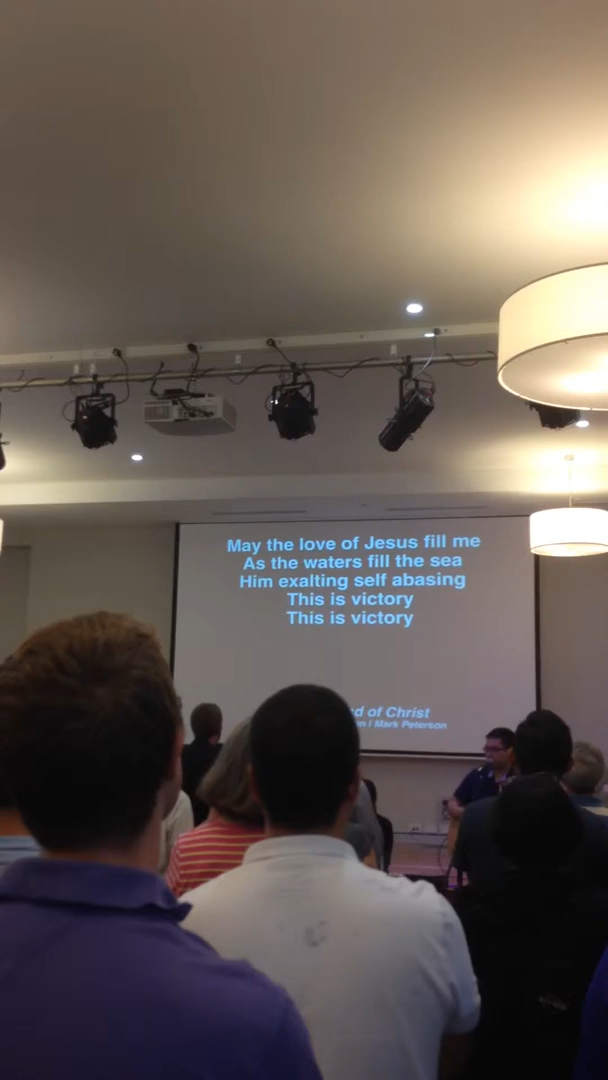 May the love of Jesus fill me
As the waters fill the sea
Him exalting self abasing
This is victory
This is victory
of Christ
/ Mark Peterson